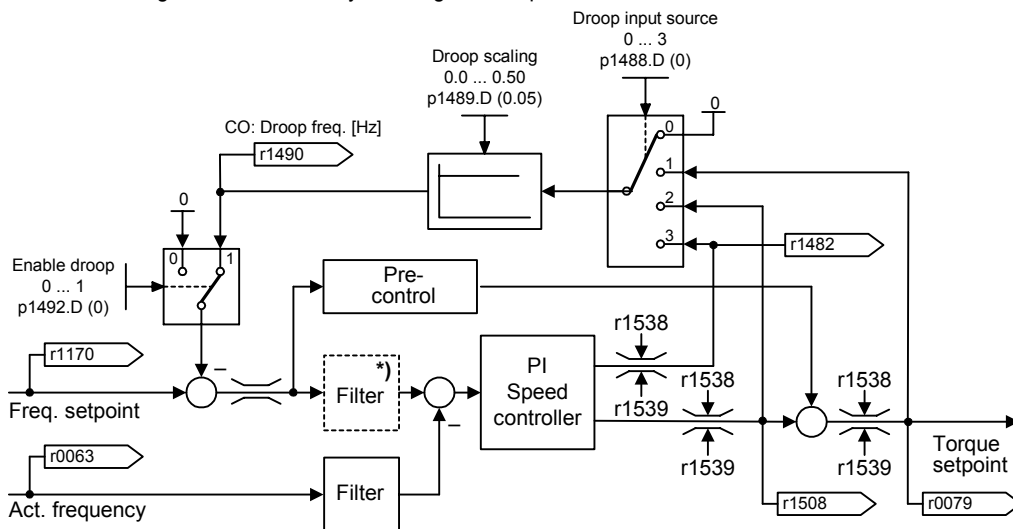 Droop input source
0 ... 3
p1488.D (0)
Droop scaling
0.0 ... 0.50
p1489.D (0.05)
0
0
1
2
3
CO: Droop freq. [Hz]
r1490
r1482
0
0 1
Enable droop
0 ... 1
p1492.D (0)
Pre-
control
r1538
r1539
r1170
Freq. setpoint
Filter *)
PI
Speed
controller
r1538
r1539
r1538
r1539
Torque
setpoint
r0063
Act. frequency
Filter
r1508
r0079